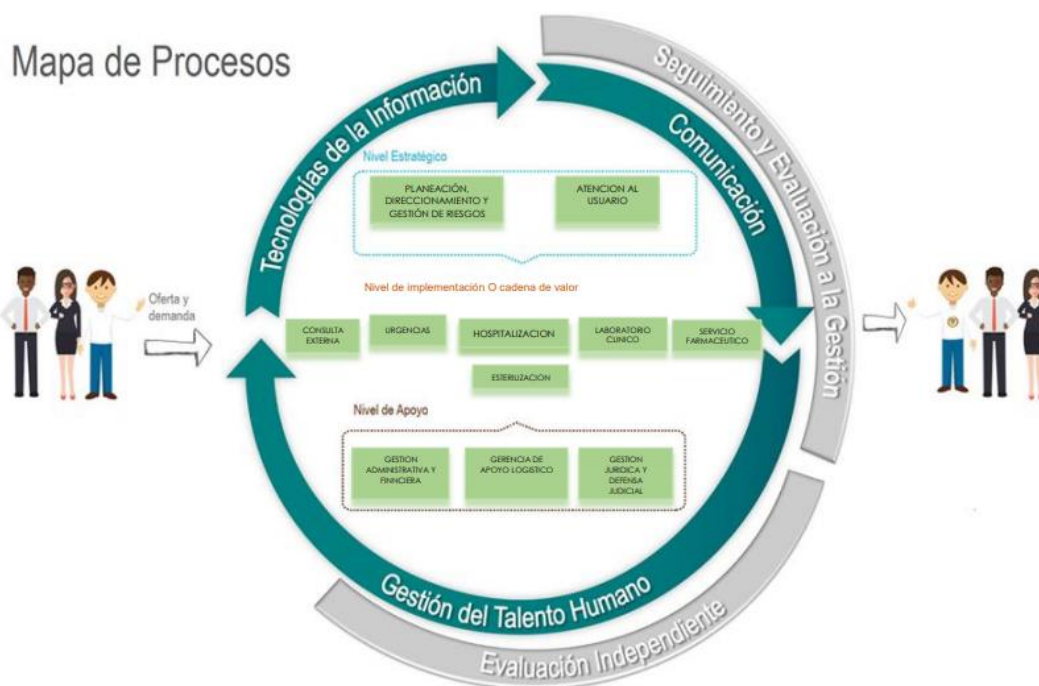 Mapa de Procesos
Tecnologías de la Información
Comunicación
Seguimiento y Evaluación a la Gestión
Nivel Estratégico
PLANEACIÓN,
DIRECCIONAMIENTO Y
GESTIÓN DE RIESGOS
ATENCION AL
USUARIO
Oferta y
demanda
Nivel de implementación O cadena de valor
CONSULTA
EXTERNA
URGENCIAS
HOSPITALIZACION
LABORATORIO
CLINICO
SERVICIO
FARMACEUTICO
ESTERILIZACION
Nivel de Apoyo
GESTION
ADMINISTRATIVA Y
FINNCIERA
GERENCIA DE
APOYO LOGISTICO
GESTION
JURIDICA Y
DEFENSA
JUDICIAL
Gestión del Talento Humano
Evaluación Independiente